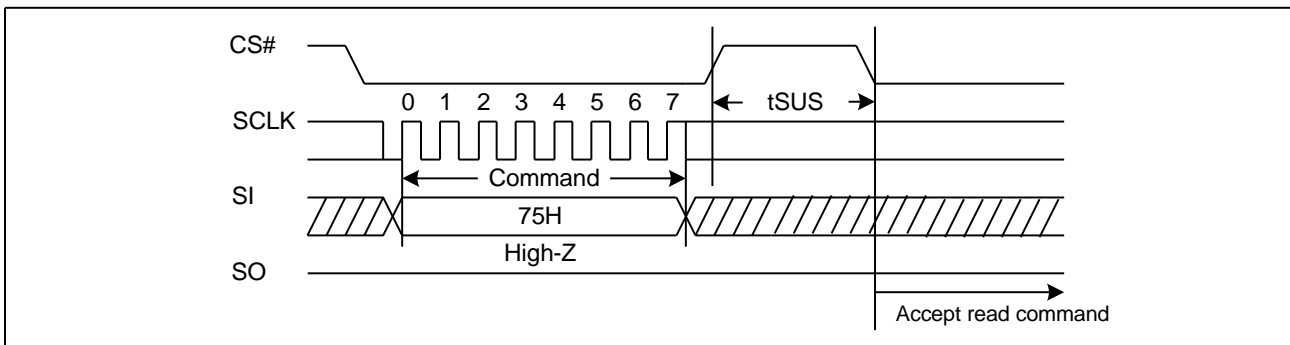 CS#
tSUS
0 1 2 3 4 5 6 7
SCLK
Command
SI
75H
High-Z
SO
Accept read command